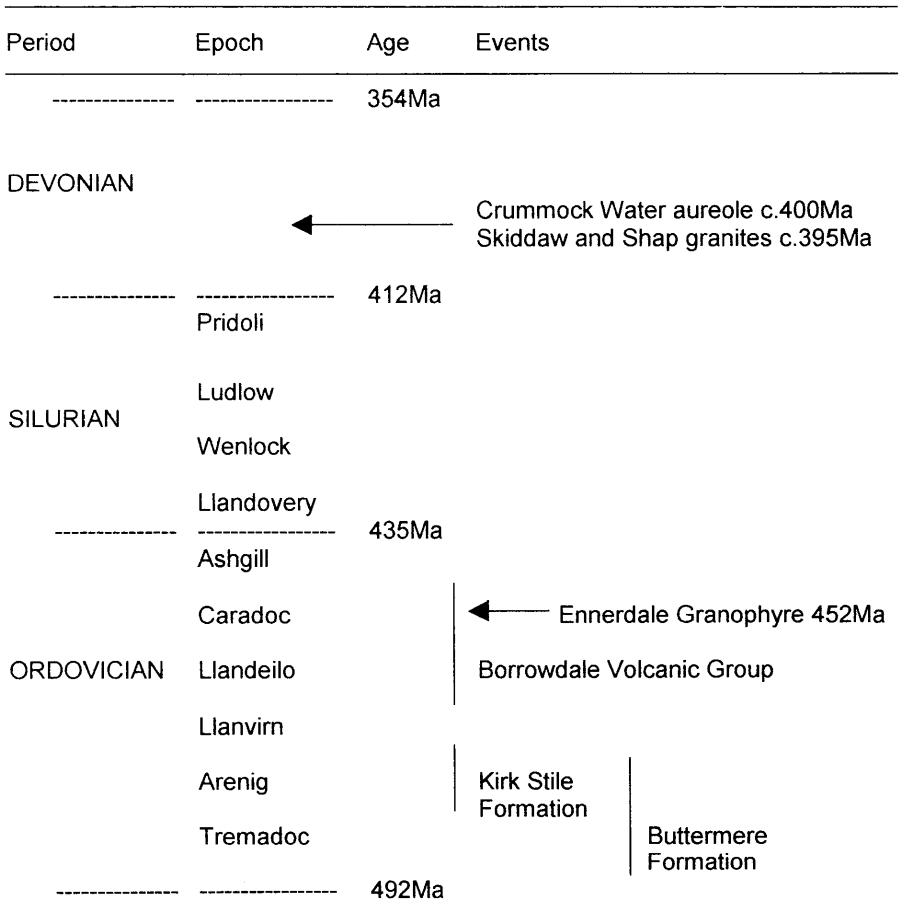 Period Epoch Age Events
354Ma
DEVONIAN
Crummock Water aureole c.400Ma
Skiddaw and Shap granites c.395Ma
412Ma
Pridoli
Ludlow
SILURIAN
Wenlock
Llandovery
435Ma
Ashgill
Caradoc Ennerdale Granophyre 452Ma
ORDOVICIAN Llandeilo Borrowdale Volcanic Group
Llanvirn
Arenig Kirk Stile
Formation
Tremadoc Buttermere
Formation
492Ma